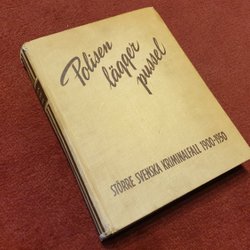 Polisen
lägger
pussel
STÖRRE SVENSKA KRIMINALFALL 1900-1950